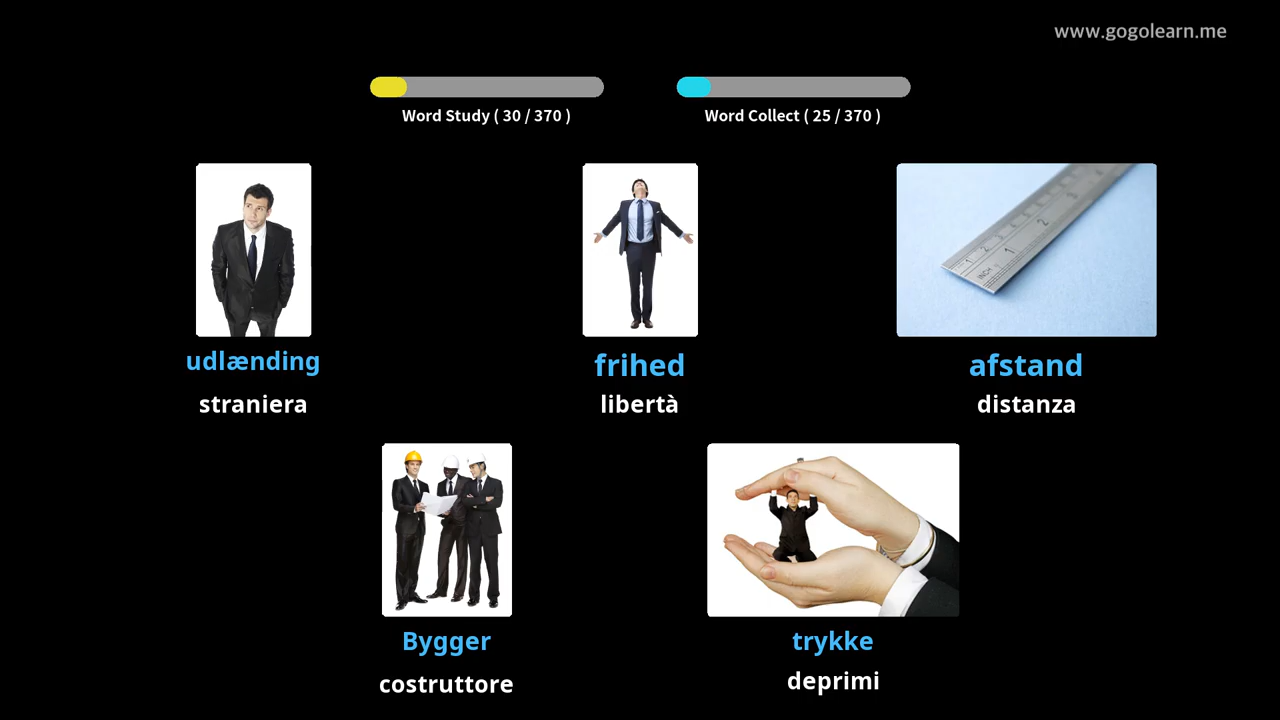 www.gogolearn.me
Word Study ( 30 / 370 )
Word Collect ( 25 / 370 )
udlænding
straniera
frihed
libertà
afstand
distanza
Bygger
costruttore
trykke
deprimi